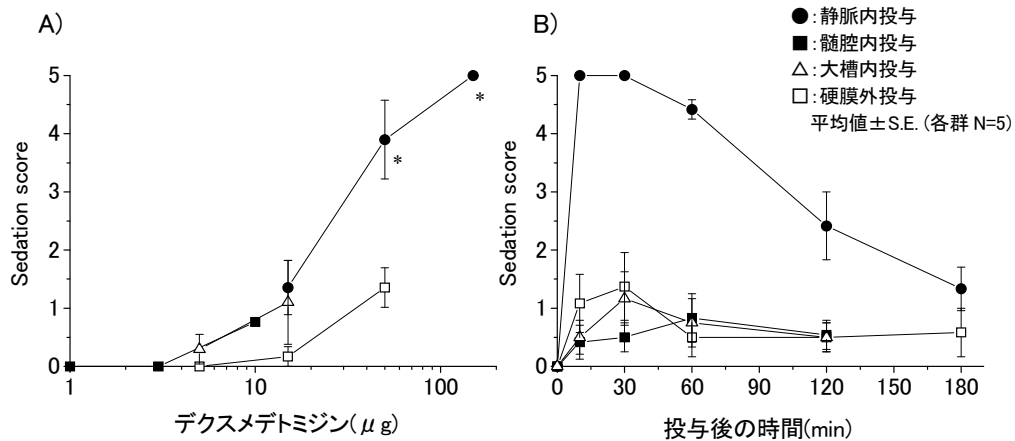 A)
Sedation score
5
4
3
2
1
0
*
*
1
10
100
デクスメデトミジン(μg)
B)
●:静脈内投与
■:髄腔内投与
△:大槽内投与
□:硬膜外投与
平均値±S.E. (各群 N=5)
Sedation score
5
4
3
2
1
0
0
30
60
90
120
150
180
投与後の時間(min)